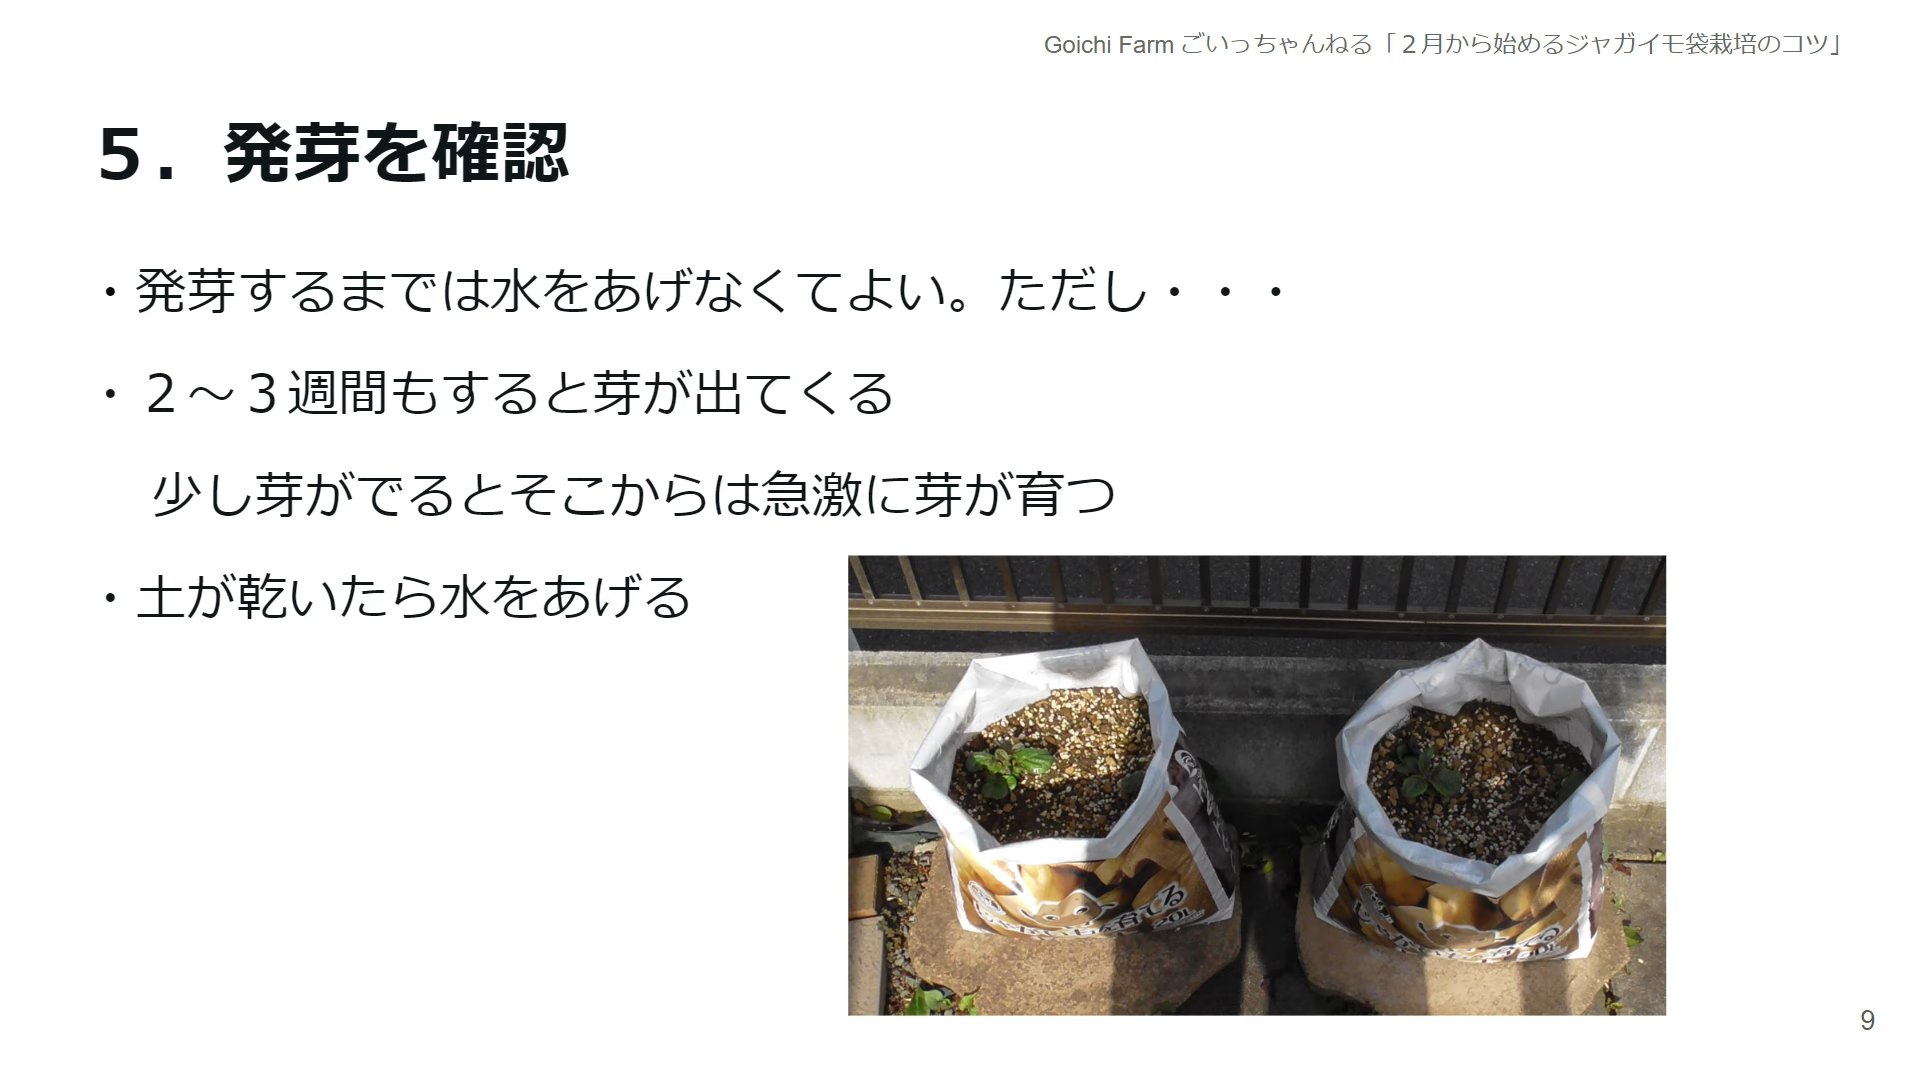 Goichi Farm ごいっちゃんねる「２月から始めるジャガイモ袋栽培のコツ」
５．発芽を確認
・発芽するまでは水をあげなくてよい。ただし・・・
・２～３週間もすると芽が出てくる
少し芽がでるとそこからは急激に芽が育つ
・土が乾いたら水をあげる
育てる
20L
9